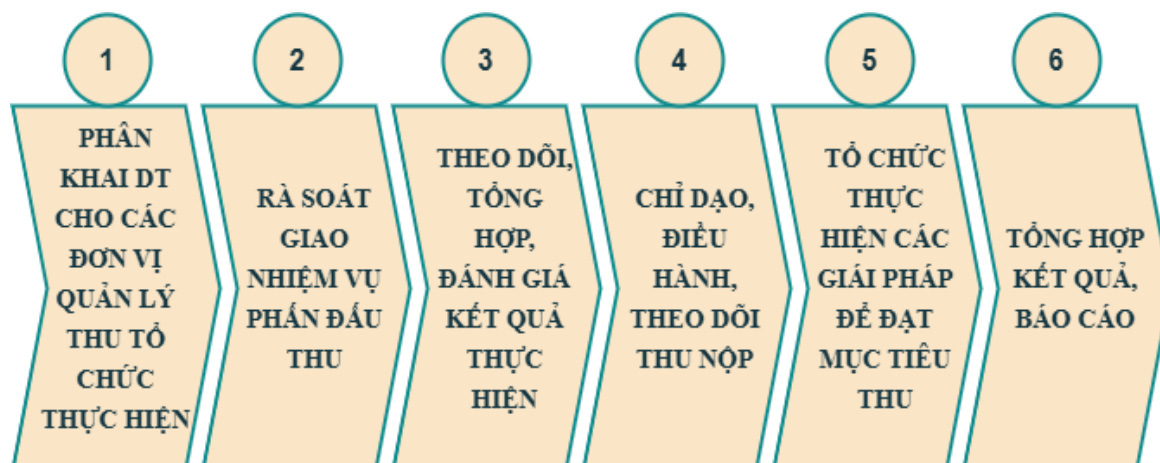 1
PHÂN
KHAI DT
CHO CÁC
ĐƠN VỊ
QUẢN LÝ
THU TỔ
CHỨC
THỰC HIỆN
2
RÀ SOÁT
GIAO
NHIỆM VỤ
PHẤN ĐẤU
THU
3
THEO DÕI,
TỔNG
HỢP,
ĐÁNH GIÁ
KẾT QUẢ
THỰC
HIỆN
4
CHỈ DẠO,
ĐIỀU
HÀNH,
THEO DÕI
THU NỘP
5
TỔ CHỨC
THỰC
HIỆN CÁC
GIẢI PHÁP
ĐỂ ĐẠT
MỤC TIÊU
THU
6
TỔNG HỢP
KẾT QUẢ,
BÁO CÁO